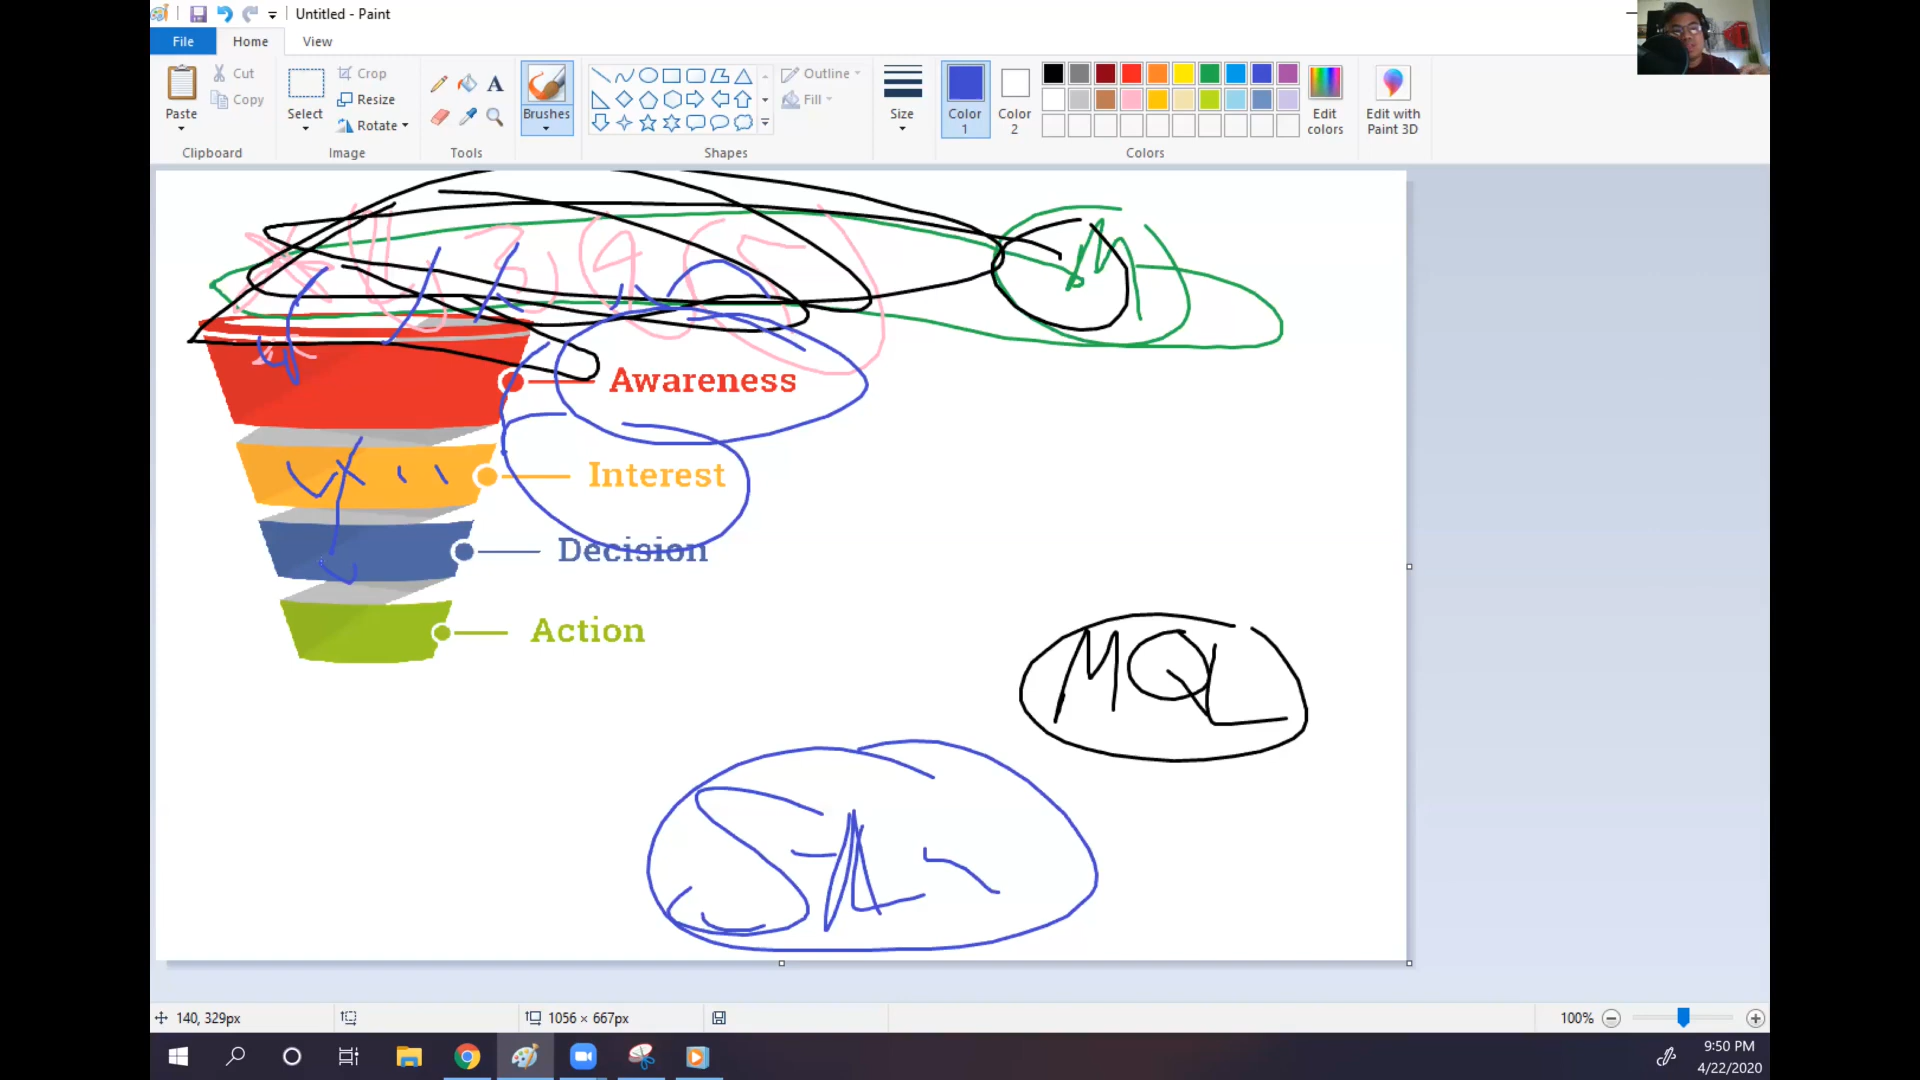 Untitled - Paint
File Home View
Cut
Copy
Paste
Clipboard
Crop
Resize
Rotate
Select
Image
Tools
Brushes
Shapes
Outline
Fill
Size
Color 1
Color 2
Edit colors
Edit with Paint 3D
Colors
Awareness
Interest
Decision
Action
MQL
140, 329px
1056 × 667px
100%
9:50 PM
4/22/2020